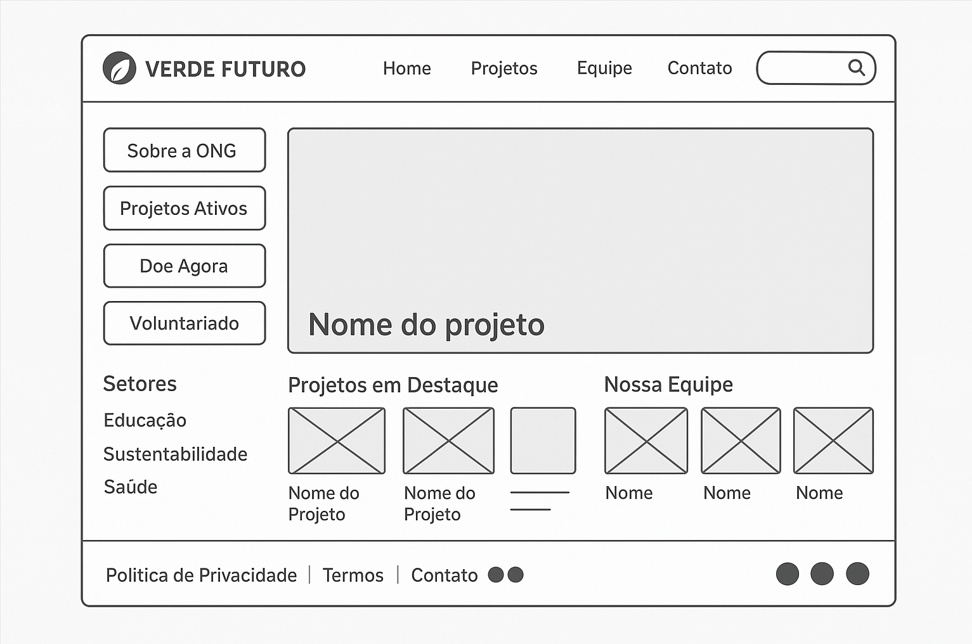 VERDE FUTURO
Home
Projetos
Equipe
Contato
Sobre a ONG
Projetos Ativos
Doe Agora
Voluntariado
Setores
Educação
Sustentabilidade
Saúde
Nome do projeto
Projetos em Destaque
Nome do
Projeto
Nome do
Projeto
Nossa Equipe
Nome
Nome
Nome
Politica de Privacidade | Termos | Contato